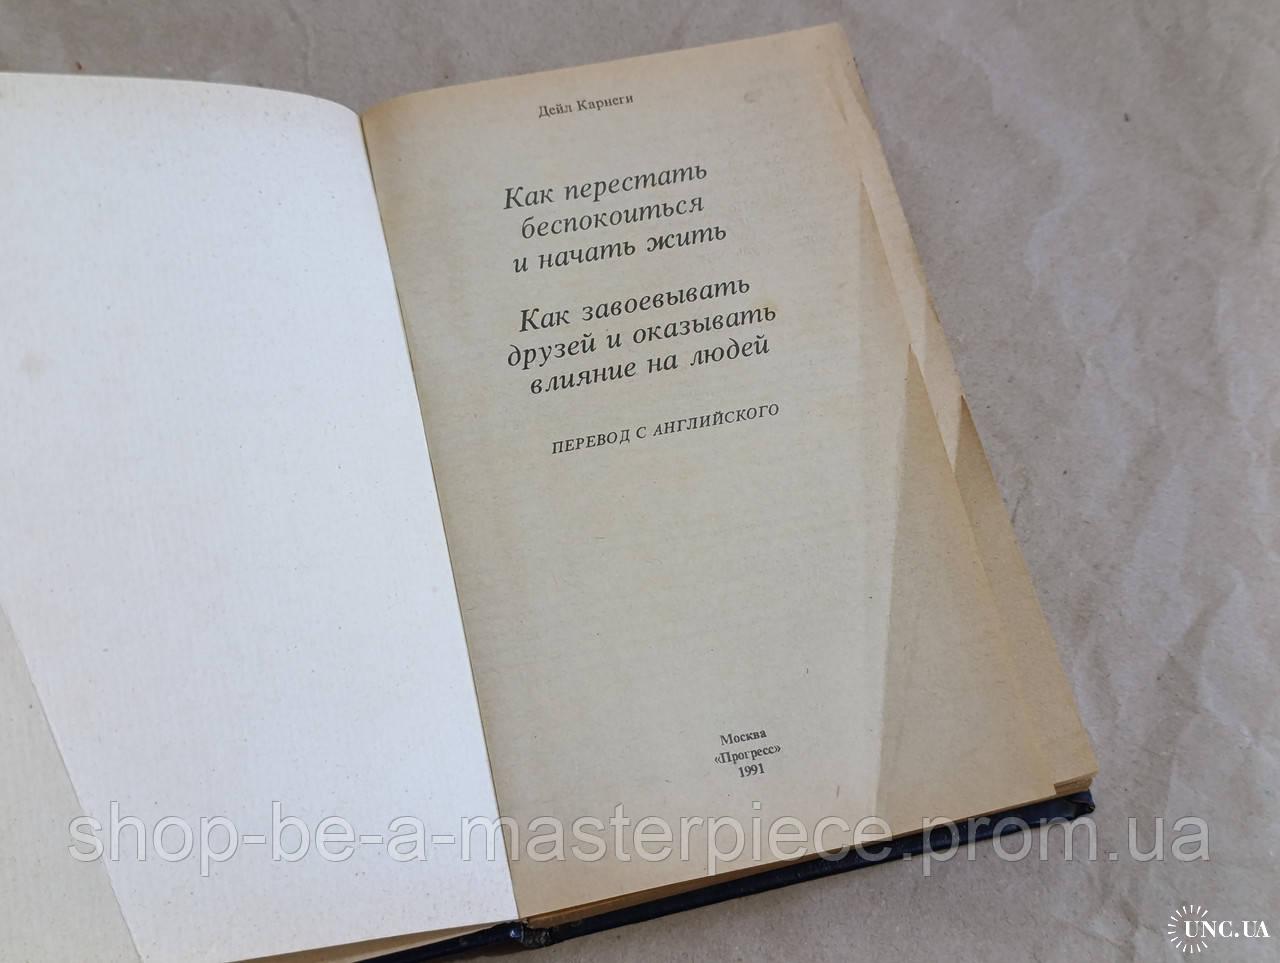 Дейл Карнеги
Как перестать
беспокоиться
и начать жить
Как завоевывать
друзей и оказывать
влияние на людей
ПЕРЕВОД С АНГЛИЙСКОГО
Москва
«Прогресс»
1991
shop-be-a-masterpiece.prom.ua
UNC.UA